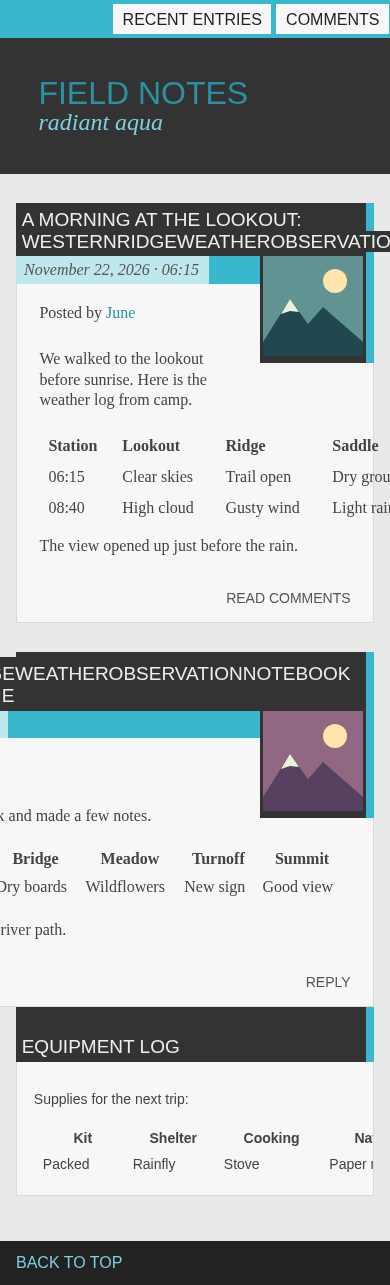 RECENT ENTRIES COMMENTS
FIELD NOTES
radiant aqua
A MORNING AT THE LOOKOUT:
WESTERNRIDGEWEATHEROBSERVATIO
November 22, 2026 · 06:15
Posted by June
We walked to the lookout
before sunrise. Here is the
weather log from camp.
Station Lookout Ridge Saddle
06:15 Clear skies Trail open Dry grou
08:40 High cloud Gusty wind Light rai
The view opened up just before the rain.
READ COMMENTS
GEWEATHEROBSERVATIONNOTEBOOK
E
k and made a few notes.
Bridge Meadow Turnoff Summit
Dry boards Wildflowers New sign Good view
river path.
REPLY
EQUIPMENT LOG
Supplies for the next trip:
Kit Shelter Cooking Na
Packed Rainfly Stove Paper
BACK TO TOP